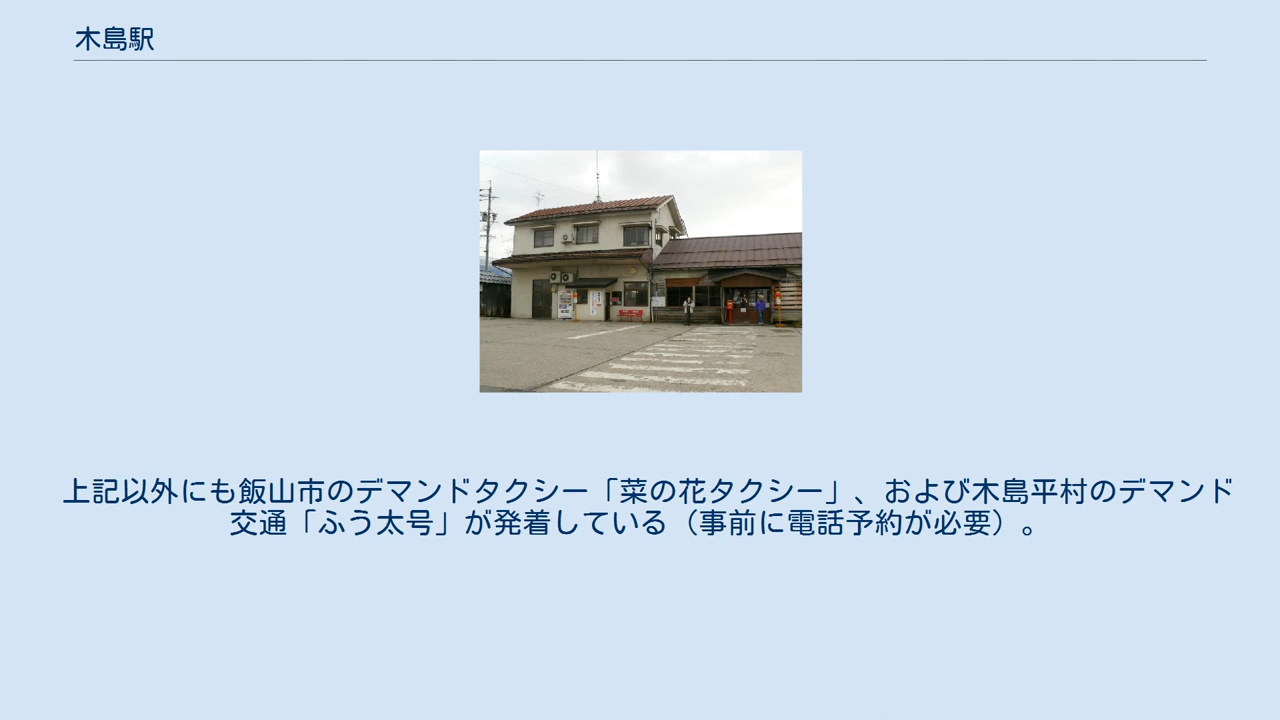 木島駅
上記以外にも飯山市のデマンドタクシー「菜の花タクシー」、および木島平村のデマンド
交通「ふう太号」が発着している（事前に電話予約が必要）。